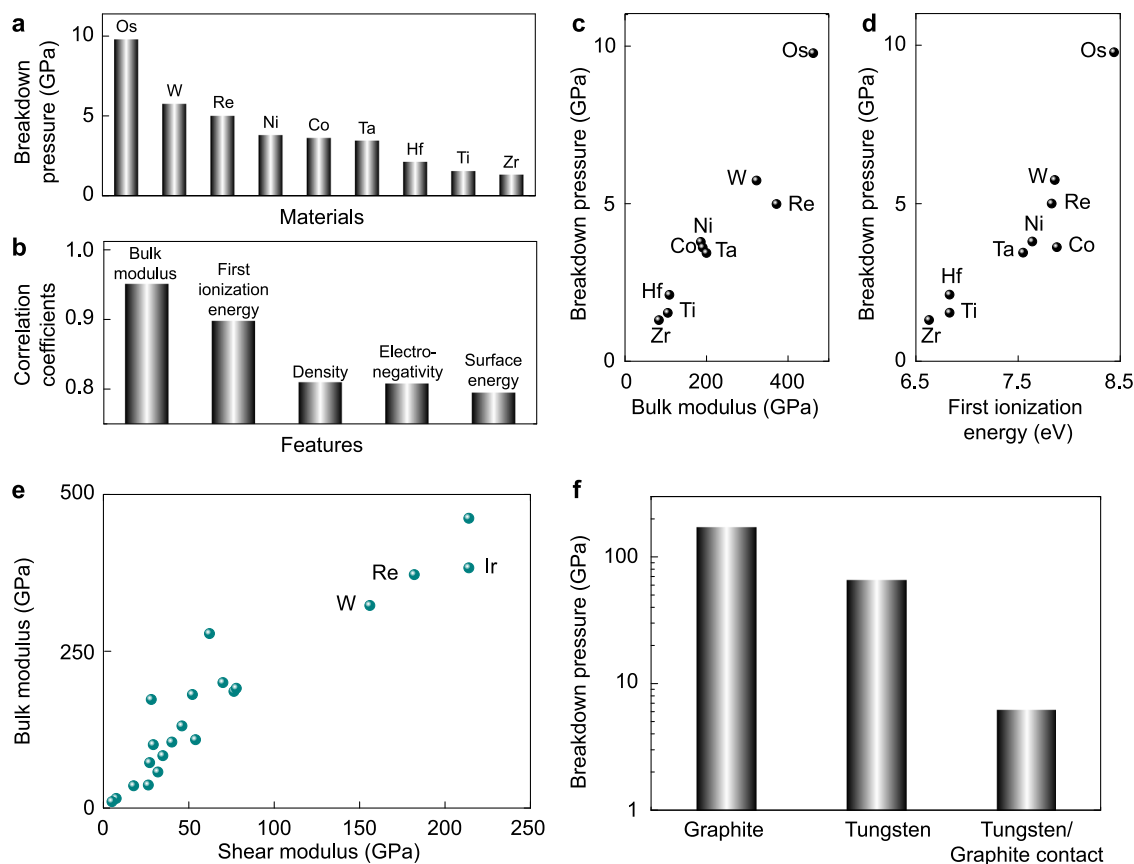 a
Breakdown
pressure (GPa)
10
5
0
Os
W
Re
Ni
Co
Ta
Hf
Ti
Zr
Materials
b
Correlation
coefficients
1.0
0.9
0.8
Bulk
modulus
First
ionization
energy
Density
Electro-
negativity
Surface
energy
Features
c
Breakdown pressure (GPa)
10
5
0
Os
W
Re
Ni
Co
Ta
Hf
Ti
Zr
0 200 400
Bulk modulus (GPa)
d
Breakdown pressure (GPa)
10
5
0
Os
W
Re
Ni
Ta
Co
Hf
Ti
Zr
6.5 7.5 8.5
First ionization
energy (eV)
e
Bulk modulus (GPa)
500
250
0
Re
Ir
W
0 50 100 150 200 250
Shear modulus (GPa)
f
Breakdown pressure (GPa)
100
10
1
Graphite
Tungsten
Tungsten/
Graphite contact